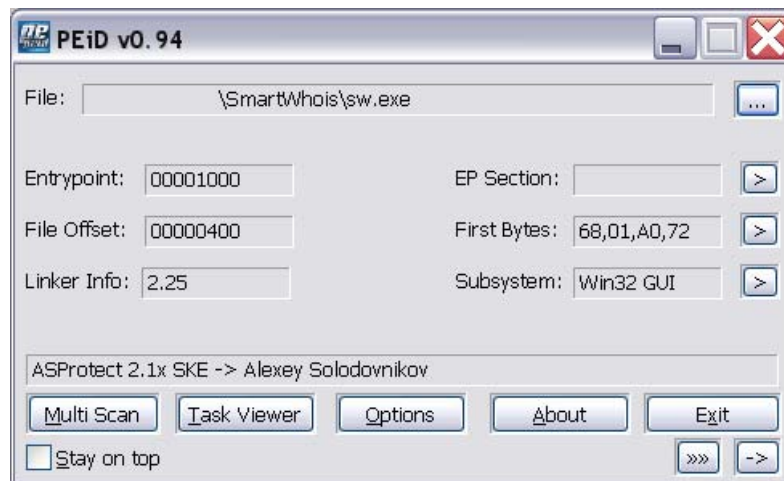 PEiD v0.94
File: \SmartWhois\sw.exe ...
Entrypoint: 00001000 EP Section: >
File Offset: 00000400 First Bytes: 68,01,A0,72 >
Linker Info: 2.25 Subsystem: Win32 GUI >
ASProtect 2.1x SKE -> Alexey Solodovnikov
Multi Scan Task Viewer Options About Exit
Stay on top »» ->